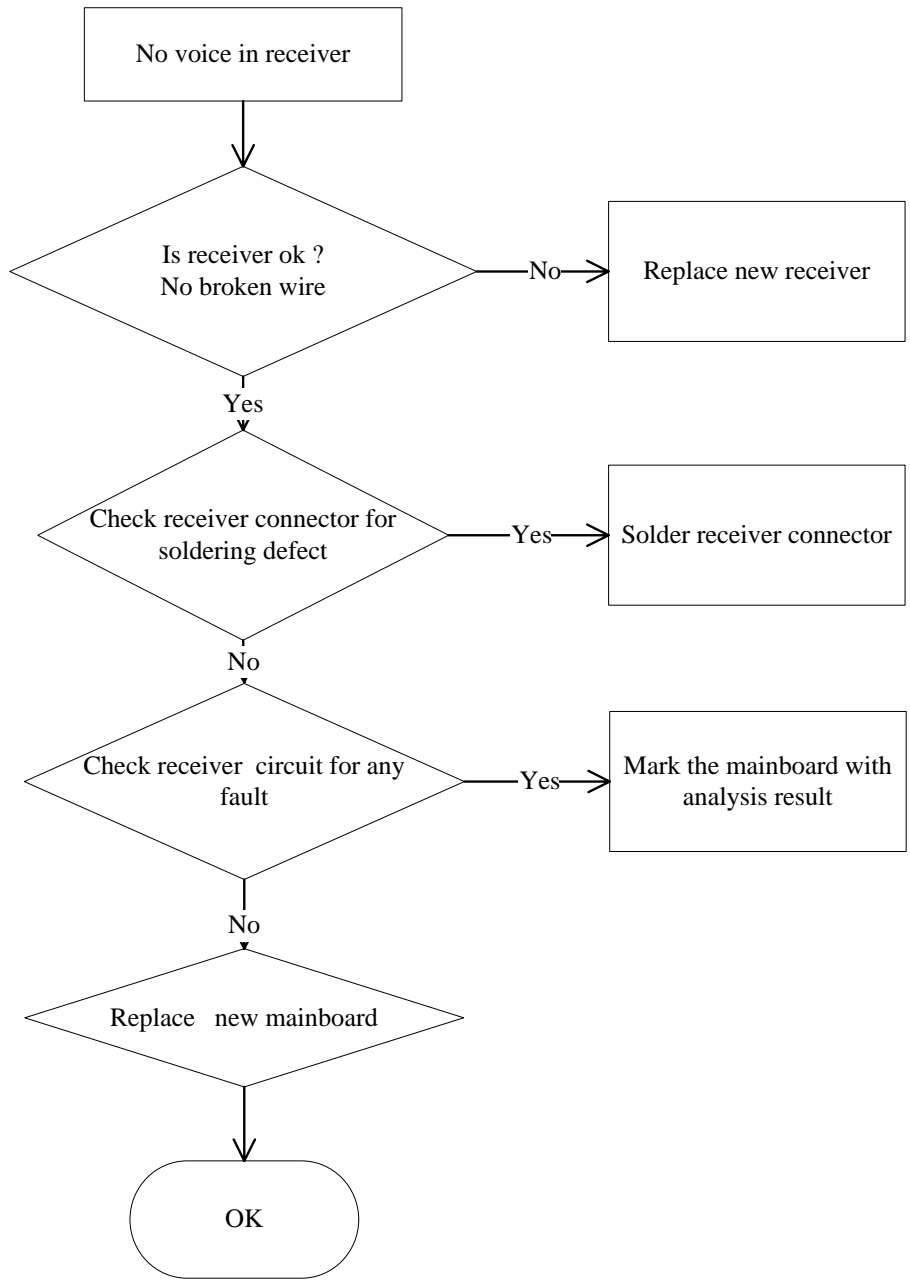 No voice in receiver
Is receiver ok ?
No broken wire
No
Replace new receiver
Yes
Check receiver connector for
soldering defect
Yes
Solder receiver connector
No
Check receiver circuit for any
fault
Yes
Mark the mainboard with
analysis result
No
Replace new mainboard
OK